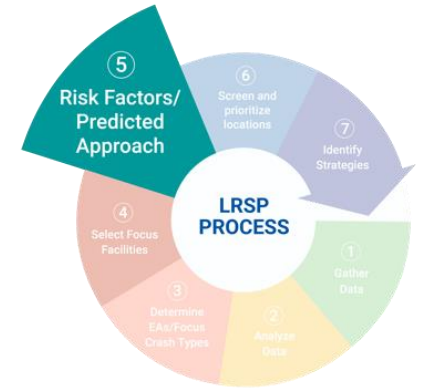 ⑤
Risk Factors/
Predicted
Approach
⑥
Screen and
prioritize
locations
⑦
Identify
Strategies
LRSP
PROCESS
①
Gather
Data
②
Analyze
Data
③
Determine
EAs/Focus
Crash Types
④
Select Focus
Facilities